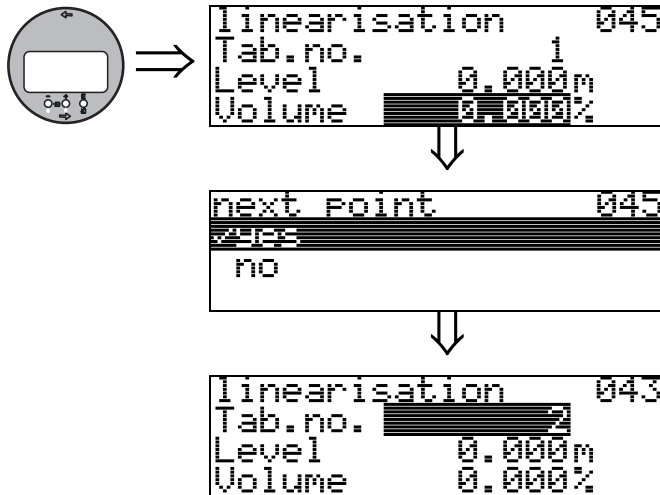 linearisation 045
Tab.no. 1
Level 0.000m
Volume 0.000%
next point 045
✓yes
no
linearisation 043
Tab.no. 2
Level 0.000m
Volume 0.000%